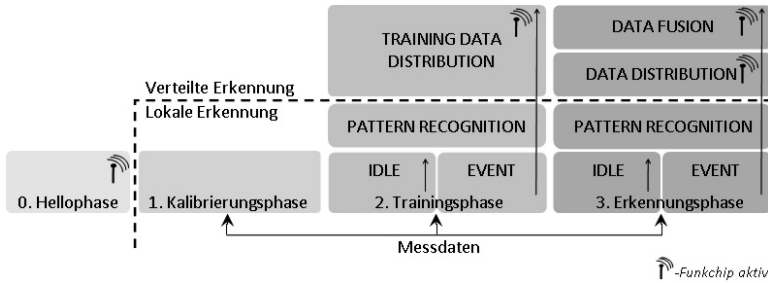 TRAINING DATA
DISTRIBUTION
DATA FUSION
DATA DISTRIBUTION
Verteilte Erkennung
Lokale Erkennung
PATTERN RECOGNITION
PATTERN RECOGNITION
IDLE
EVENT
IDLE
EVENT
0. Hellophase
1. Kalibrierungsphase
2. Trainingsphase
3. Erkennungsphase
Messdaten
-Funkchip aktiv